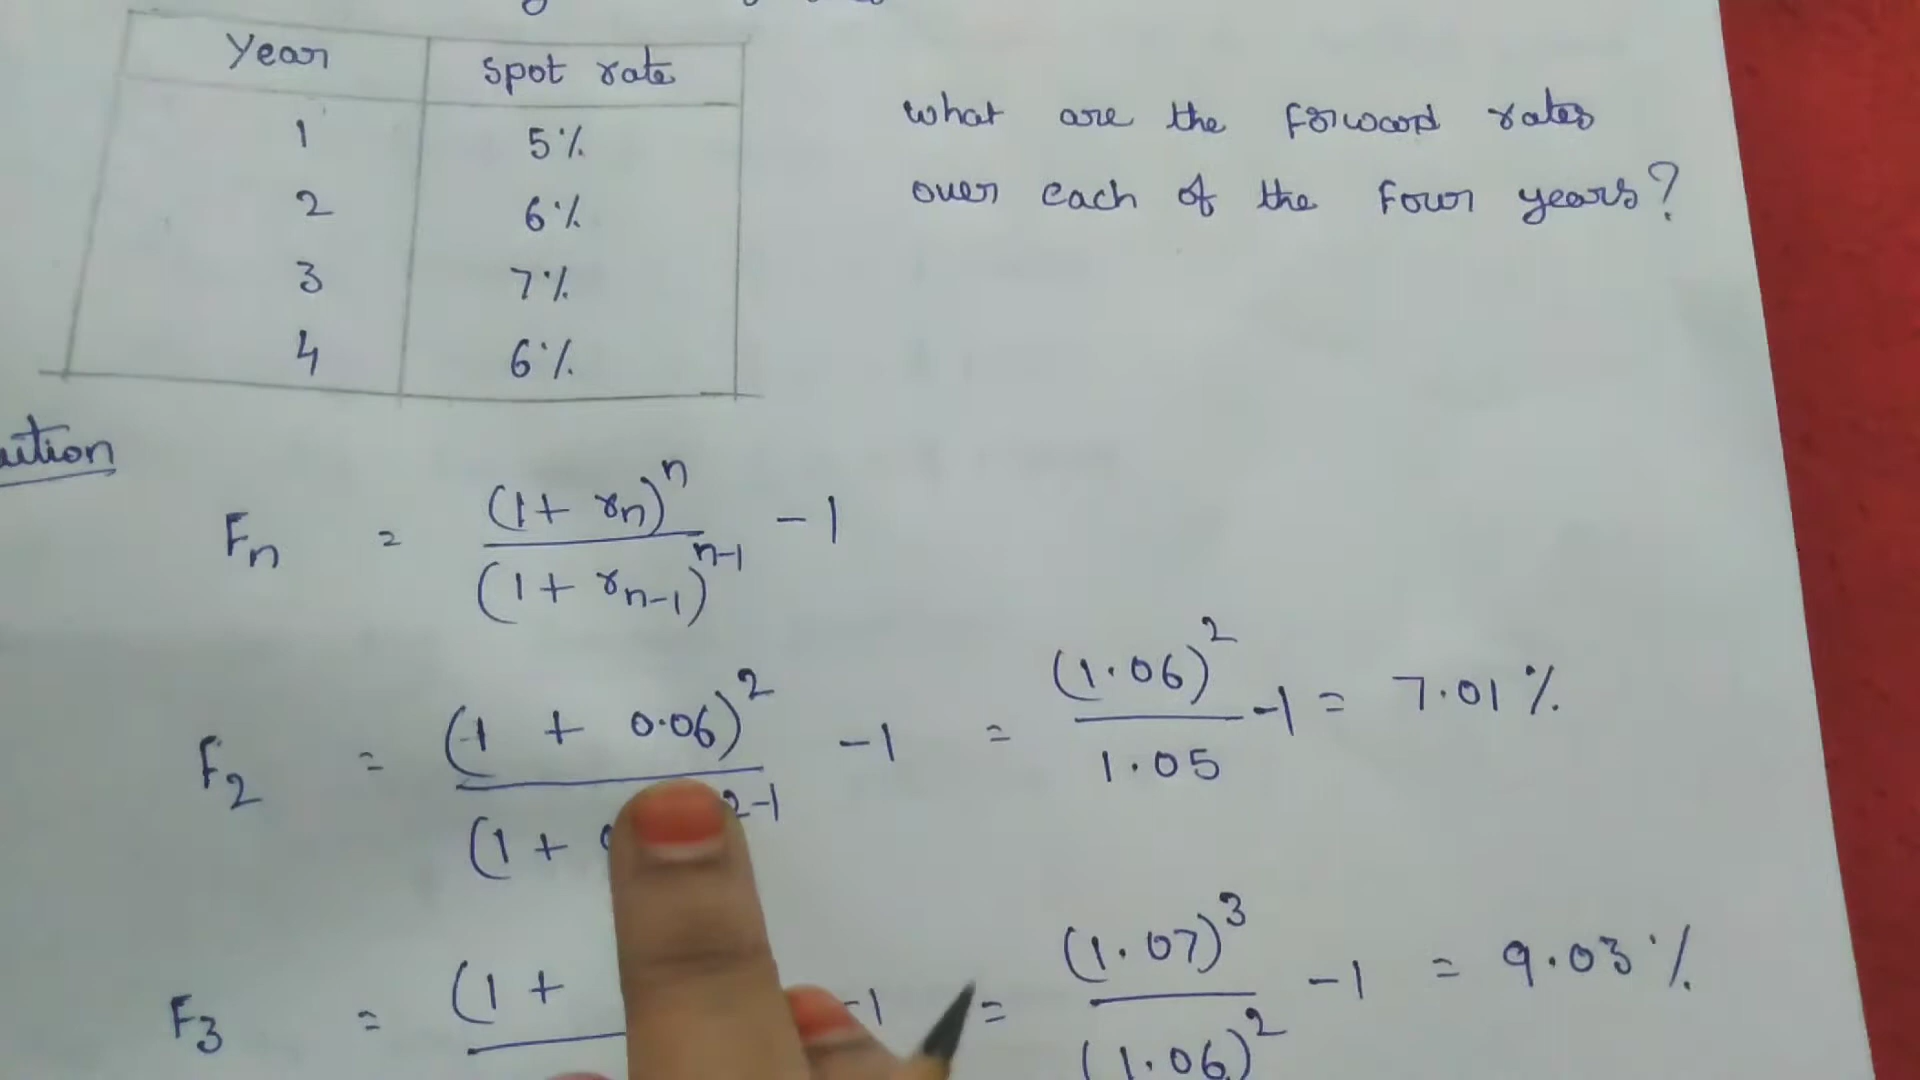 Year spot rate
1 5%
2 6%
3 7%
4 6%
what are the forward rates
over each of the four years?
ution
Fn = (1 + rn)^n / (1 + rn-1)^n-1 - 1
F2 = (1 + 0.06)^2 / (1 + 2-1 - 1 = (1.06)^2 / 1.05 - 1 = 7.01%
F3 = (1 + - 1 = (1.07)^3 / (1.06)^2 - 1 = 9.03%